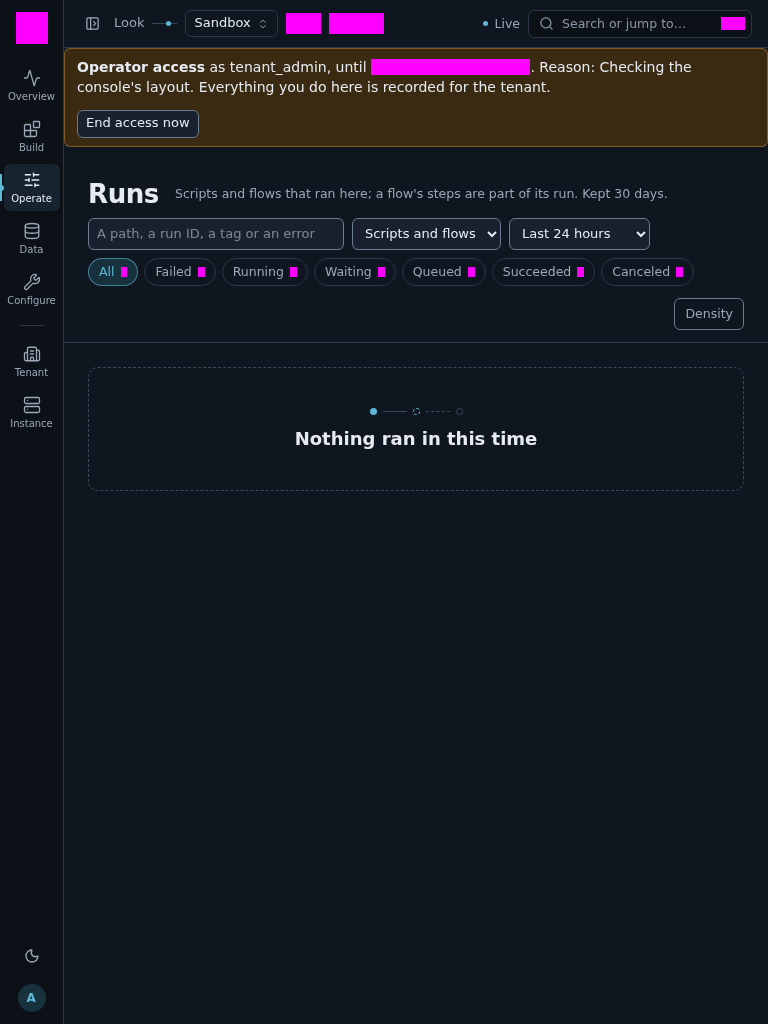 Look
Sandbox
Live
Search or jump to…
Overview
Build
Operate
Data
Configure
Tenant
Instance
A
Operator access as tenant_admin, until . Reason: Checking the
console's layout. Everything you do here is recorded for the tenant.
End access now
Runs
Scripts and flows that ran here; a flow's steps are part of its run. Kept 30 days.
A path, a run ID, a tag or an error
Scripts and flows
Last 24 hours
All
Failed
Running
Waiting
Queued
Succeeded
Canceled
Density
Nothing ran in this time